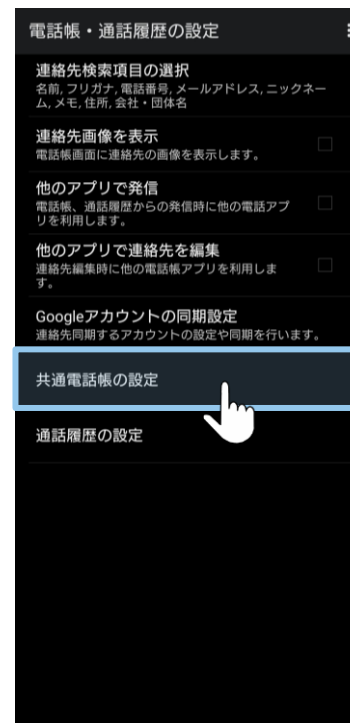 電話帳・通話履歴の設定
連絡先検索項目の選択
名前, フリガナ, 電話番号, メールアドレス, ニックネー
ム, メモ, 住所, 会社・団体名
連絡先画像を表示
電話帳画面に連絡先の画像を表示します。
他のアプリで発信
電話帳、通話履歴からの発信時に他の電話アプ
リを利用します。
他のアプリで連絡先を編集
連絡先編集時に他の電話帳アプリを利用しま
す。
Googleアカウントの同期設定
連絡先同期するアカウントの設定や同期を行います。
共通電話帳の設定
通話履歴の設定